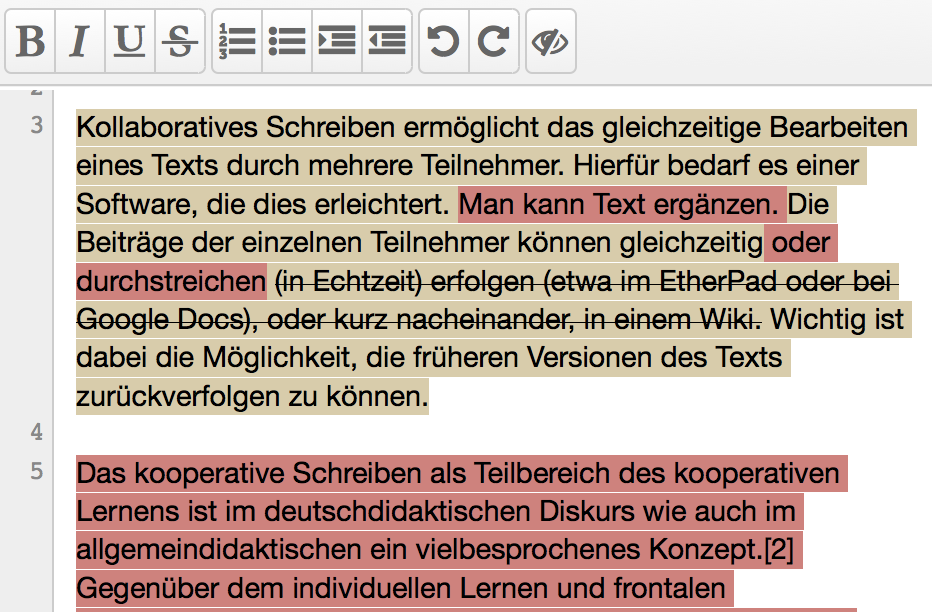 B I U S
3 Kollaboratives Schreiben ermöglicht das gleichzeitige Bearbeiten
eines Texts durch mehrere Teilnehmer. Hierfür bedarf es einer
Software, die dies erleichtert. Man kann Text ergänzen. Die
Beiträge der einzelnen Teilnehmer können gleichzeitig oder
durchstreichen (in Echtzeit) erfolgen (etwa im EtherPad oder bei
Google Docs), oder kurz nacheinander, in einem Wiki. Wichtig ist
dabei die Möglichkeit, die früheren Versionen des Texts
zurückverfolgen zu können.
4
5 Das kooperative Schreiben als Teilbereich des kooperativen
Lernens ist im deutschdidaktischen Diskurs wie auch im
allgemeindidaktischen ein vielbesprochenes Konzept.[2]
Gegenüber dem individuellen Lernen und frontalen